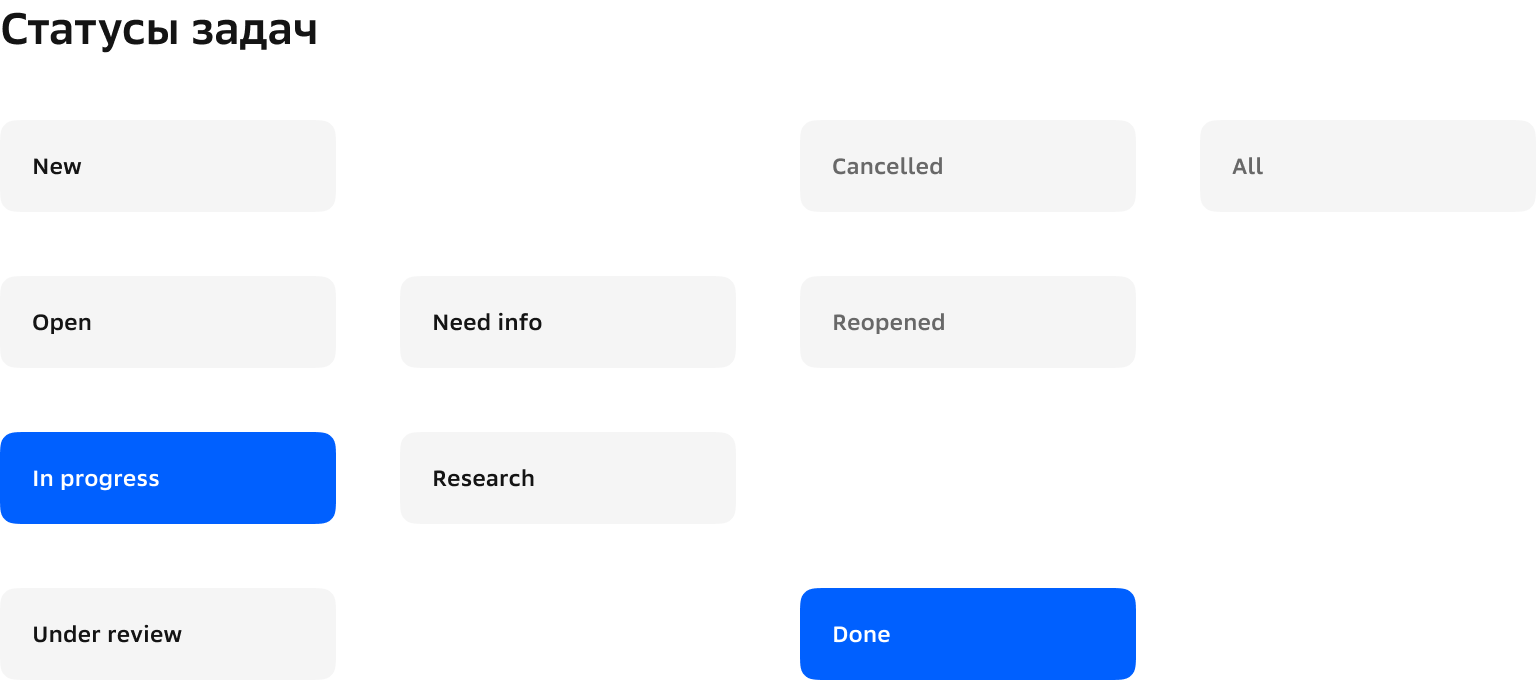 Статусы задач
New
Cancelled
All
Open
Need info
Reopened
In progress
Research
Under review
Done